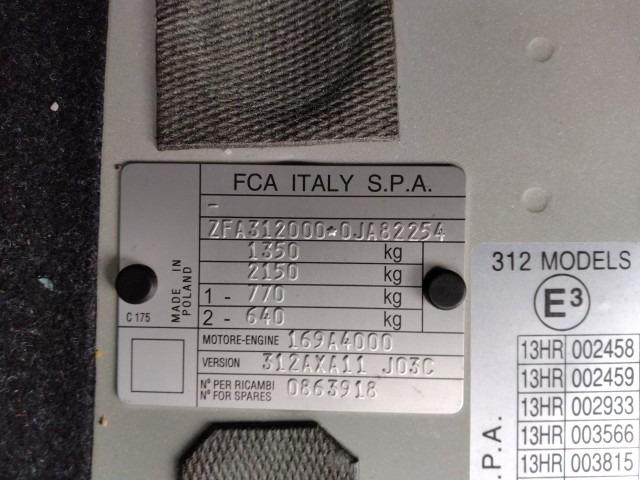 FCA ITALY S.P.A.
-
ZFA312000*0JA82254
1350 kg
2150 kg
1 - 770 kg
2 - 640 kg
MADE IN
POLAND
C 175
MOTORE-ENGINE 169A4000
VERSION 312AXA11 J03C
N° PER RICAMBI
N° FOR SPARES 0863918
312 MODELS
E3
13HR 002458
13HR 002459
13HR 002933
13HR 003566
13HR 003815
.P.A.